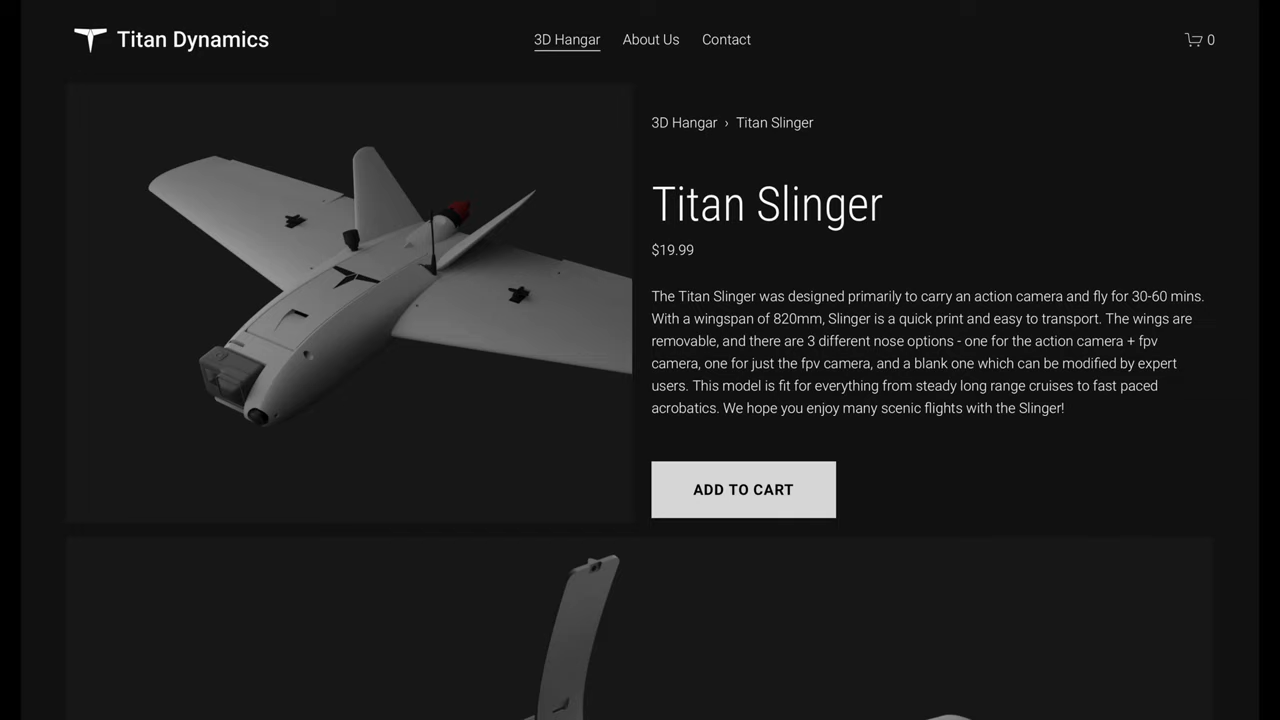 Titan Dynamics
3D Hangar
About Us
Contact
0
3D Hangar › Titan Slinger
Titan Slinger
$19.99
The Titan Slinger was designed primarily to carry an action camera and fly for 30-60 mins.
With a wingspan of 820mm, Slinger is a quick print and easy to transport. The wings are
removable, and there are 3 different nose options - one for the action camera + fpv
camera, one for just the fpv camera, and a blank one which can be modified by expert
users. This model is fit for everything from steady long range cruises to fast paced
acrobatics. We hope you enjoy many scenic flights with the Slinger!
ADD TO CART